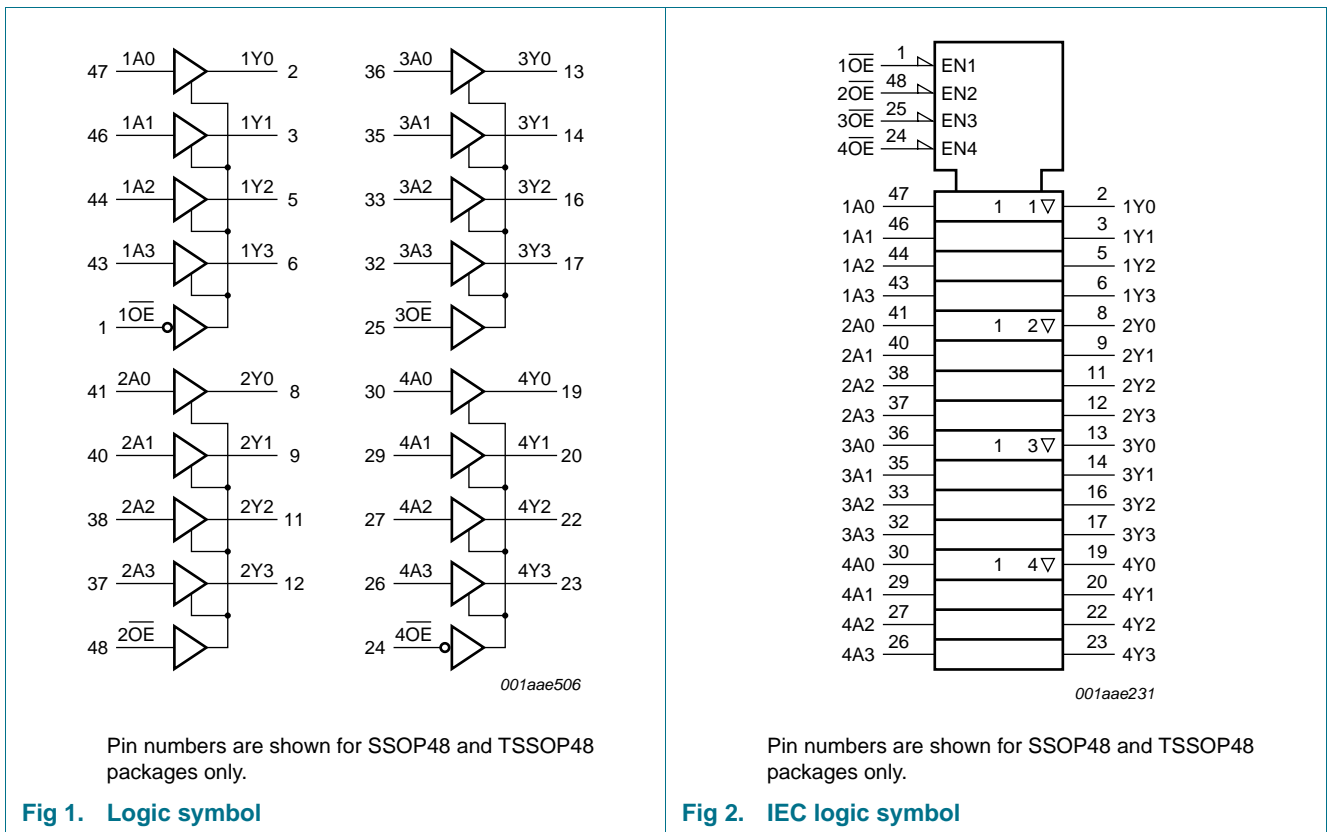 47 1A0 1Y0 2
46 1A1 1Y1 3
44 1A2 1Y2 5
43 1A3 1Y3 6
1 1O̅E̅
41 2A0 2Y0 8
40 2A1 2Y1 9
38 2A2 2Y2 11
37 2A3 2Y3 12
48 2O̅E̅
36 3A0 3Y0 13
35 3A1 3Y1 14
33 3A2 3Y2 16
32 3A3 3Y3 17
25 3O̅E̅
30 4A0 4Y0 19
29 4A1 4Y1 20
27 4A2 4Y2 22
26 4A3 4Y3 23
24 4O̅E̅
001aae506
Pin numbers are shown for SSOP48 and TSSOP48
packages only.
Fig 1. Logic symbol
1O̅E̅ 1 EN1
2O̅E̅ 48 EN2
3O̅E̅ 25 EN3
4O̅E̅ 24 EN4
1A0 47 1 1▽ 2 1Y0
1A1 46 3 1Y1
1A2 44 5 1Y2
1A3 43 6 1Y3
2A0 41 1 2▽ 8 2Y0
2A1 40 9 2Y1
2A2 38 11 2Y2
2A3 37 12 2Y3
3A0 36 1 3▽ 13 3Y0
3A1 35 14 3Y1
3A2 33 16 3Y2
3A3 32 17 3Y3
4A0 30 1 4▽ 19 4Y0
4A1 29 20 4Y1
4A2 27 22 4Y2
4A3 26 23 4Y3
001aae231
Pin numbers are shown for SSOP48 and TSSOP48
packages only.
Fig 2. IEC logic symbol